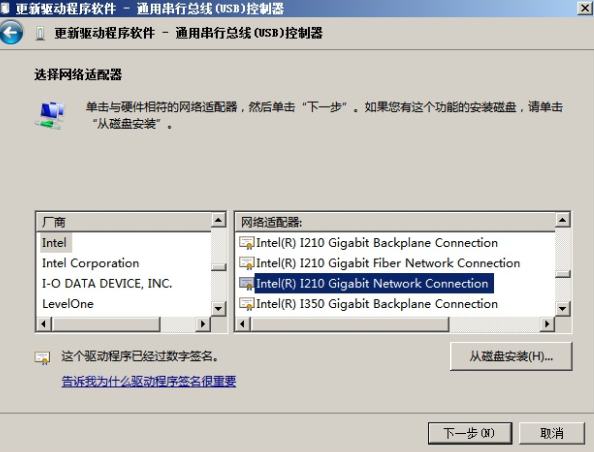 更新驱动程序软件 - 通用串行总线(USB)控制器
更新驱动程序软件 - 通用串行总线(USB)控制器
选择网络适配器
单击与硬件相符的网络适配器，然后单击“下一步”。如果您有这个功能的安装磁盘，请单击
“从磁盘安装”。
厂商
Intel
Intel Corporation
I-O DATA DEVICE, INC.
LevelOne
网络适配器:
Intel(R) I210 Gigabit Backplane Connection
Intel(R) I210 Gigabit Fiber Network Connection
Intel(R) I210 Gigabit Network Connection
Intel(R) I350 Gigabit Backplane Connection
这个驱动程序已经过数字签名。
告诉我为什么驱动程序签名很重要
从磁盘安装(H)...
下一步(N)
取消